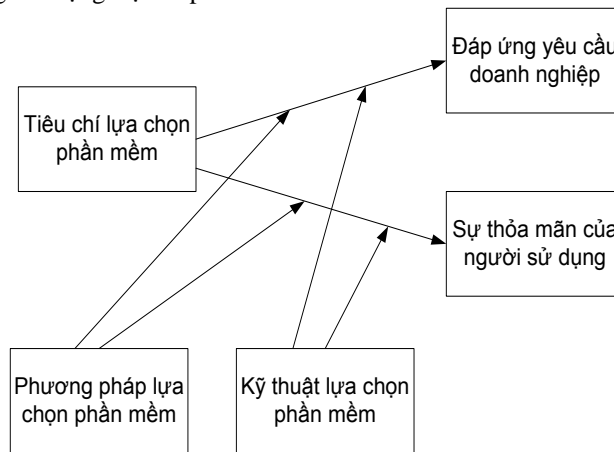 Đáp ứng yêu cầu
doanh nghiệp
Tiêu chí lựa chọn
phần mềm
Sự thỏa mãn của
người sử dụng
Phương pháp lựa
chọn phần mềm
Kỹ thuật lựa chọn
phần mềm